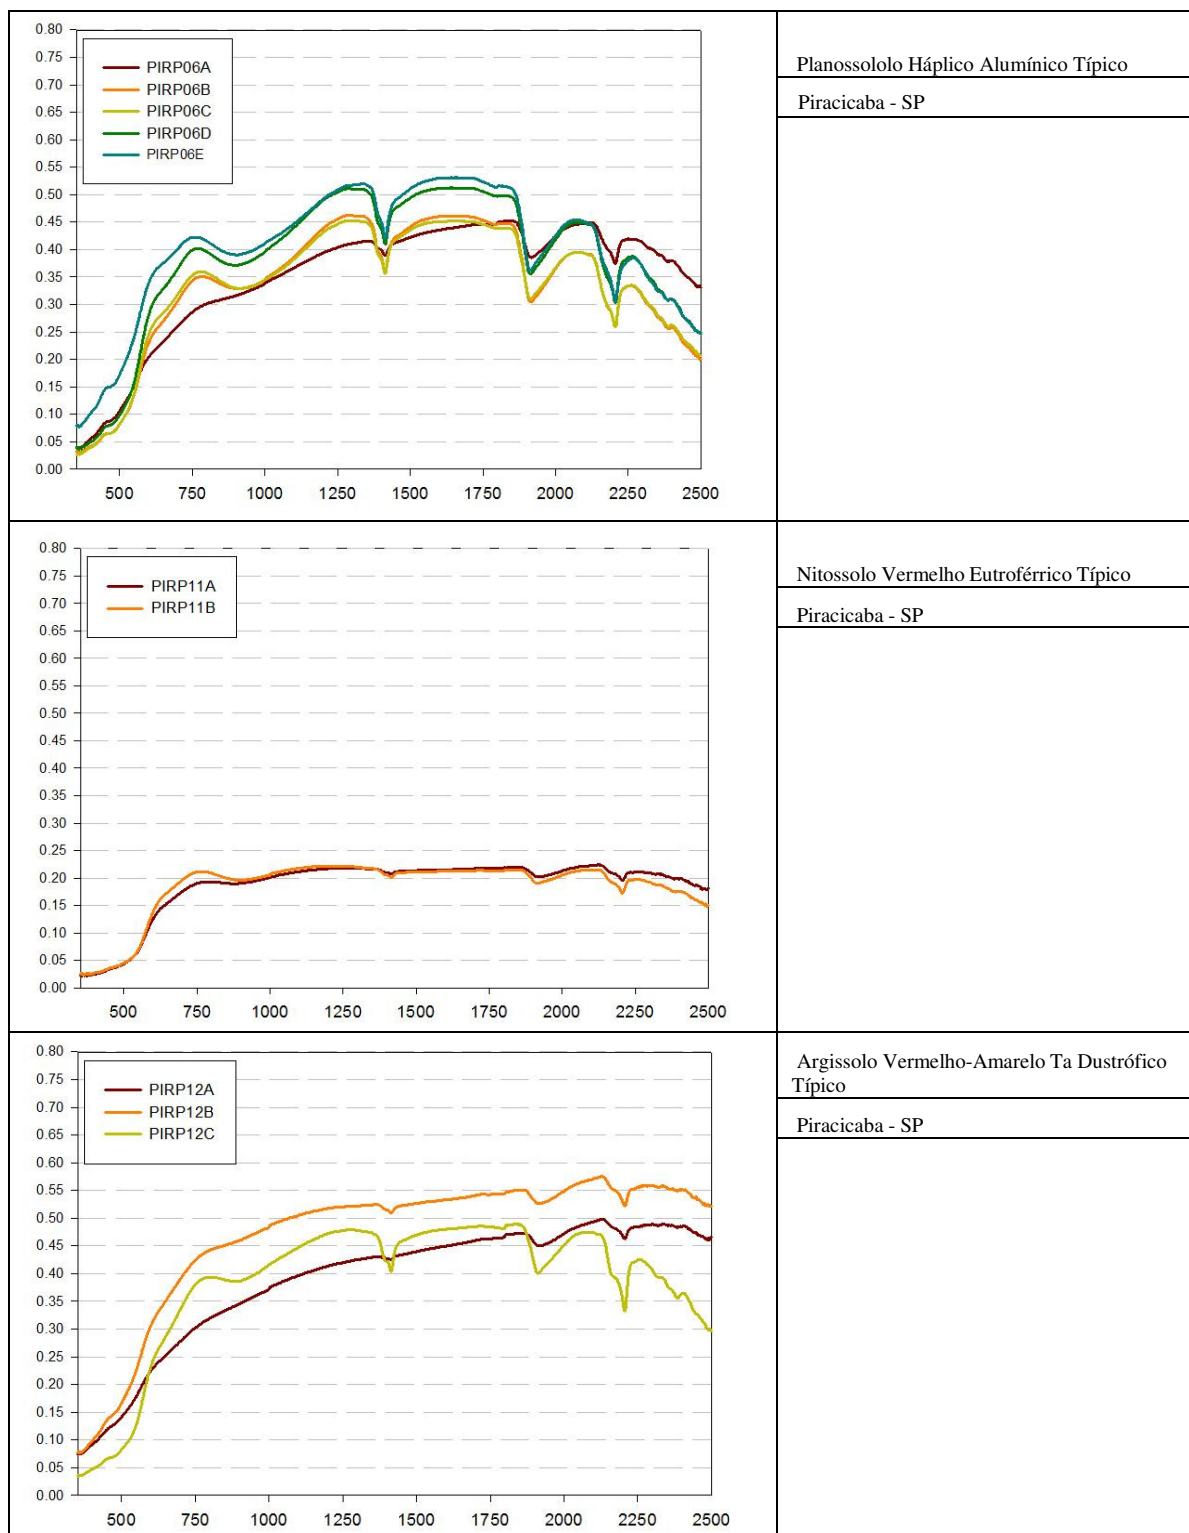 0.80
0.75
0.70
0.65
0.60
0.55
0.50
0.45
0.40
0.35
0.30
0.25
0.20
0.15
0.10
0.05
0.00
PIRP06A
PIRP06B
PIRP06C
PIRP06D
PIRP06E
500 750 1000 1250 1500 1750 2000 2250 2500
Planossololo Háplico Alumínico Típico
Piracicaba - SP
0.80
0.75
0.70
0.65
0.60
0.55
0.50
0.45
0.40
0.35
0.30
0.25
0.20
0.15
0.10
0.05
0.00
PIRP11A
PIRP11B
500 750 1000 1250 1500 1750 2000 2250 2500
Nitossolo Vermelho Eutroférrico Típico
Piracicaba - SP
0.80
0.75
0.70
0.65
0.60
0.55
0.50
0.45
0.40
0.35
0.30
0.25
0.20
0.15
0.10
0.05
0.00
PIRP12A
PIRP12B
PIRP12C
500 750 1000 1250 1500 1750 2000 2250 2500
Argissolo Vermelho-Amarelo Ta Dustrófico
Típico
Piracicaba - SP